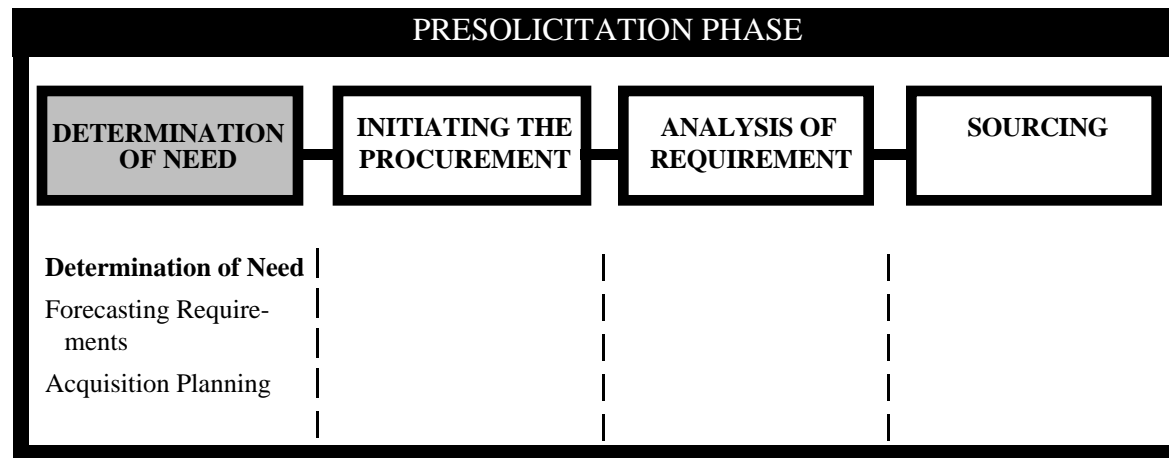 PRESOLICITATION PHASE
DETERMINATION
OF NEED
INITIATING THE
PROCUREMENT
ANALYSIS OF
REQUIREMENT
SOURCING
Determination of Need
Forecasting Require-
ments
Acquisition Planning